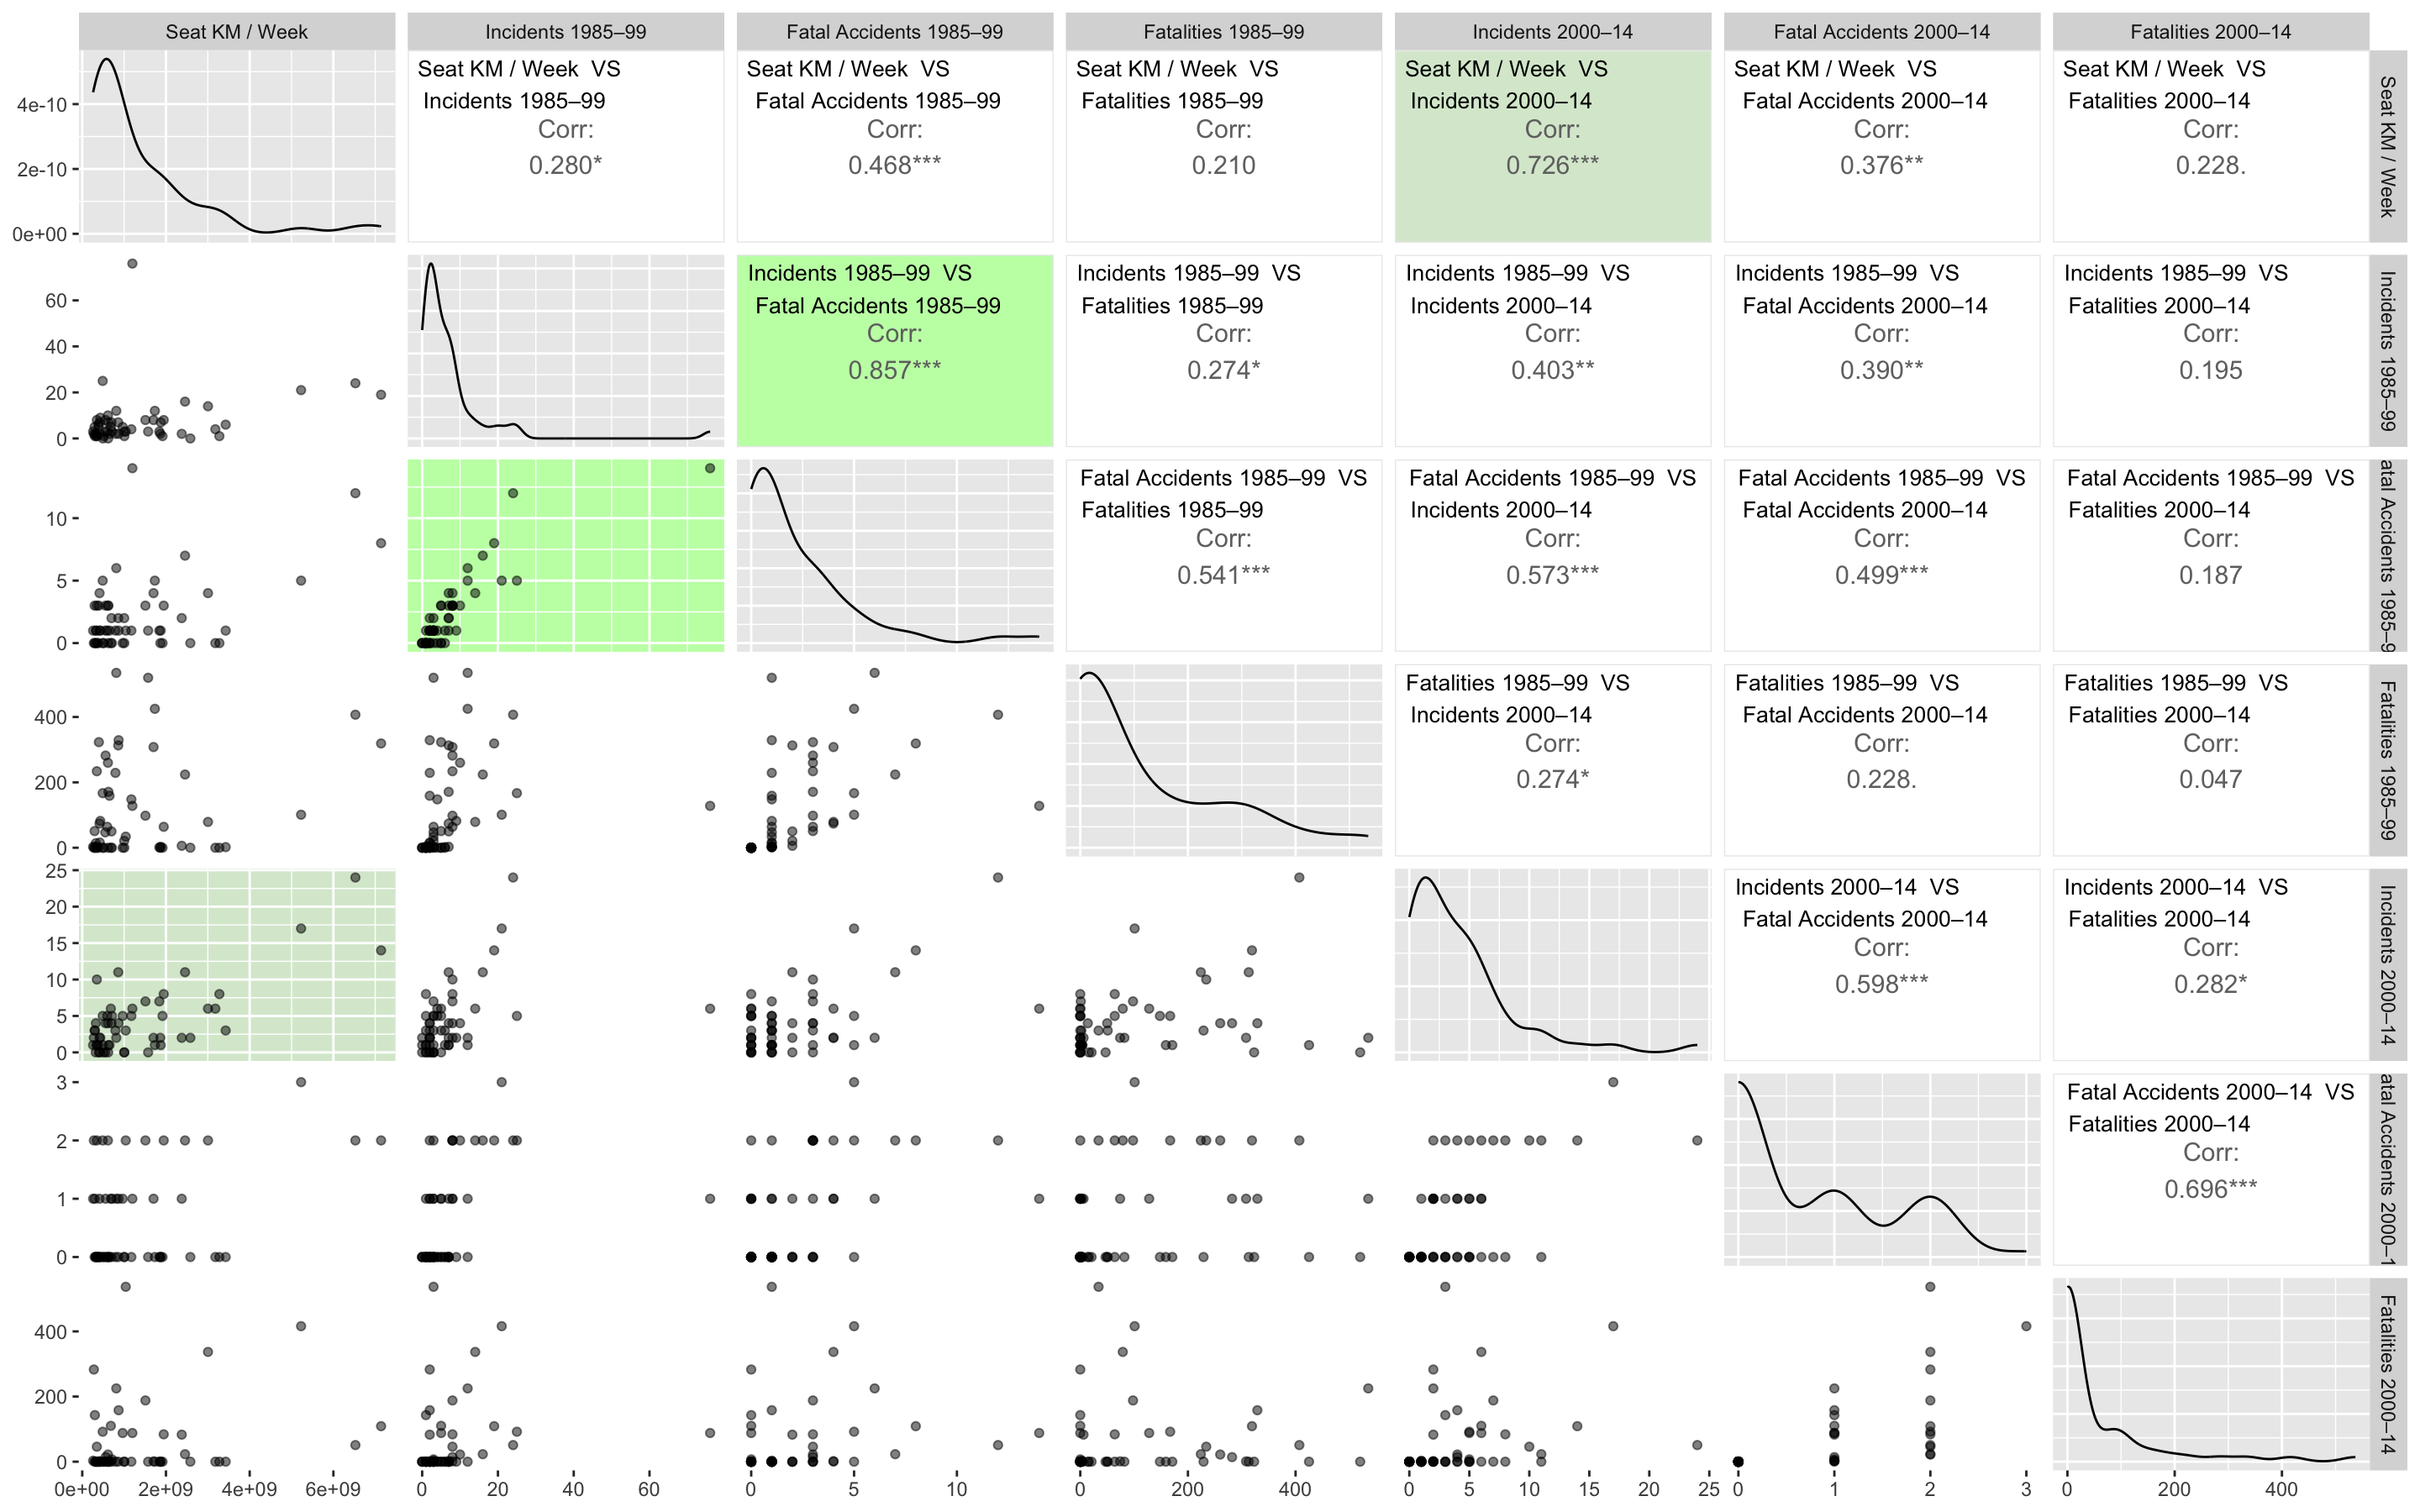 Seat KM / Week
Incidents 1985–99
Fatal Accidents 1985–99
Fatalities 1985–99
Incidents 2000–14
Fatal Accidents 2000–14
Fatalities 2000–14
4e-10
2e-10
0e+00
Seat KM / Week VS
Incidents 1985–99
Corr:
0.280*
Seat KM / Week VS
Fatal Accidents 1985–99
Corr:
0.468***
Seat KM / Week VS
Fatalities 1985–99
Corr:
0.210
Seat KM / Week VS
Incidents 2000–14
Corr:
0.726***
Seat KM / Week VS
Fatal Accidents 2000–14
Corr:
0.376**
Seat KM / Week VS
Fatalities 2000–14
Corr:
0.228.
Seat KM / Week
60
40
20
0
Incidents 1985–99 VS
Fatal Accidents 1985–99
Corr:
0.857***
Incidents 1985–99 VS
Fatalities 1985–99
Corr:
0.274*
Incidents 1985–99 VS
Incidents 2000–14
Corr:
0.403**
Incidents 1985–99 VS
Fatal Accidents 2000–14
Corr:
0.390**
Incidents 1985–99 VS
Fatalities 2000–14
Corr:
0.195
Incidents 1985–99
10
5
0
Fatal Accidents 1985–99 VS
Fatalities 1985–99
Corr:
0.541***
Fatal Accidents 1985–99 VS
Incidents 2000–14
Corr:
0.573***
Fatal Accidents 1985–99 VS
Fatal Accidents 2000–14
Corr:
0.499***
Fatal Accidents 1985–99 VS
Fatalities 2000–14
Corr:
0.187
atal Accidents 1985–9
400
200
0
Fatalities 1985–99 VS
Incidents 2000–14
Corr:
0.274*
Fatalities 1985–99 VS
Fatal Accidents 2000–14
Corr:
0.228.
Fatalities 1985–99 VS
Fatalities 2000–14
Corr:
0.047
Fatalities 1985–99
25
20
15
10
5
0
Incidents 2000–14 VS
Fatal Accidents 2000–14
Corr:
0.598***
Incidents 2000–14 VS
Fatalities 2000–14
Corr:
0.282*
Incidents 2000–14
3
2
1
0
Fatal Accidents 2000–14 VS
Fatalities 2000–14
Corr:
0.696***
atal Accidents 2000–1
400
200
0
Fatalities 2000–14
0e+00 2e+09 4e+09 6e+09
0 20 40 60
0 5 10
0 200 400
0 5 10 15 20 25
0 1 2 3
0 200 400